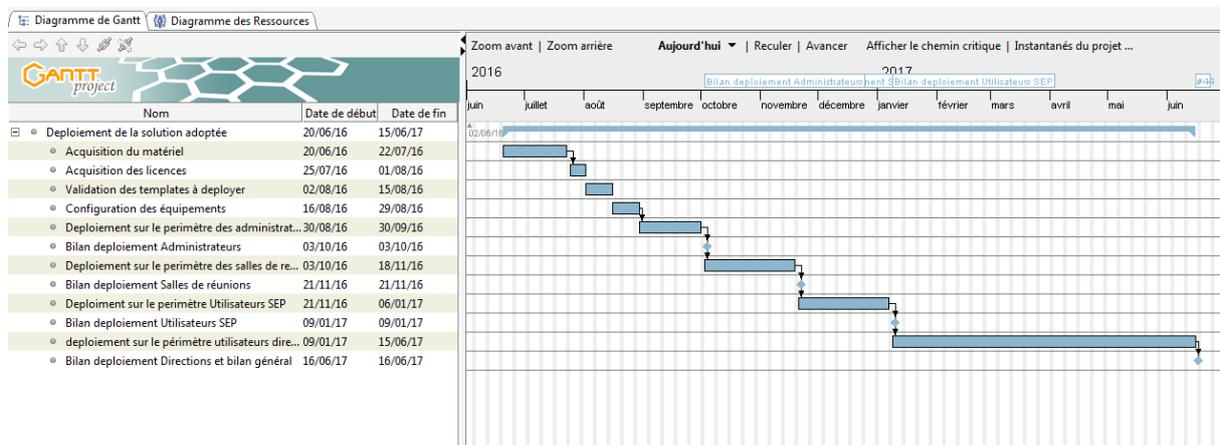 Diagramme de Gantt Diagramme des Ressources
Zoom avant | Zoom arrière Aujourd'hui | Reculer | Avancer Afficher le chemin critique | Instantanés du projet ...
GANTT
project
2016 2017
Bilan deploiement Administrateurs Bilan deploiement Utilisateurs SEP #44
Nom Date de début Date de fin
juin juillet août septembre octobre novembre décembre janvier février mars avril mai juin
Deploiement de la solution adoptée 20/06/16 15/06/17
02/06/16
Acquisition du matériel 20/06/16 22/07/16
Acquisition des licences 25/07/16 01/08/16
Validation des templates à deployer 02/08/16 15/08/16
Configuration des équipements 16/08/16 29/08/16
Deploiement sur le perimètre des administrat... 30/08/16 30/09/16
Bilan deploiement Administrateurs 03/10/16 03/10/16
Deploiement sur le perimètre des salles de re... 03/10/16 18/11/16
Bilan deploiement Salles de réunions 21/11/16 21/11/16
Deploiment sur le perimètre Utilisateurs SEP 21/11/16 06/01/17
Bilan deploiement Utilisateurs SEP 09/01/17 09/01/17
deploiement sur le périmètre utilisateurs dire... 09/01/17 15/06/17
Bilan deploiement Directions et bilan général 16/06/17 16/06/17